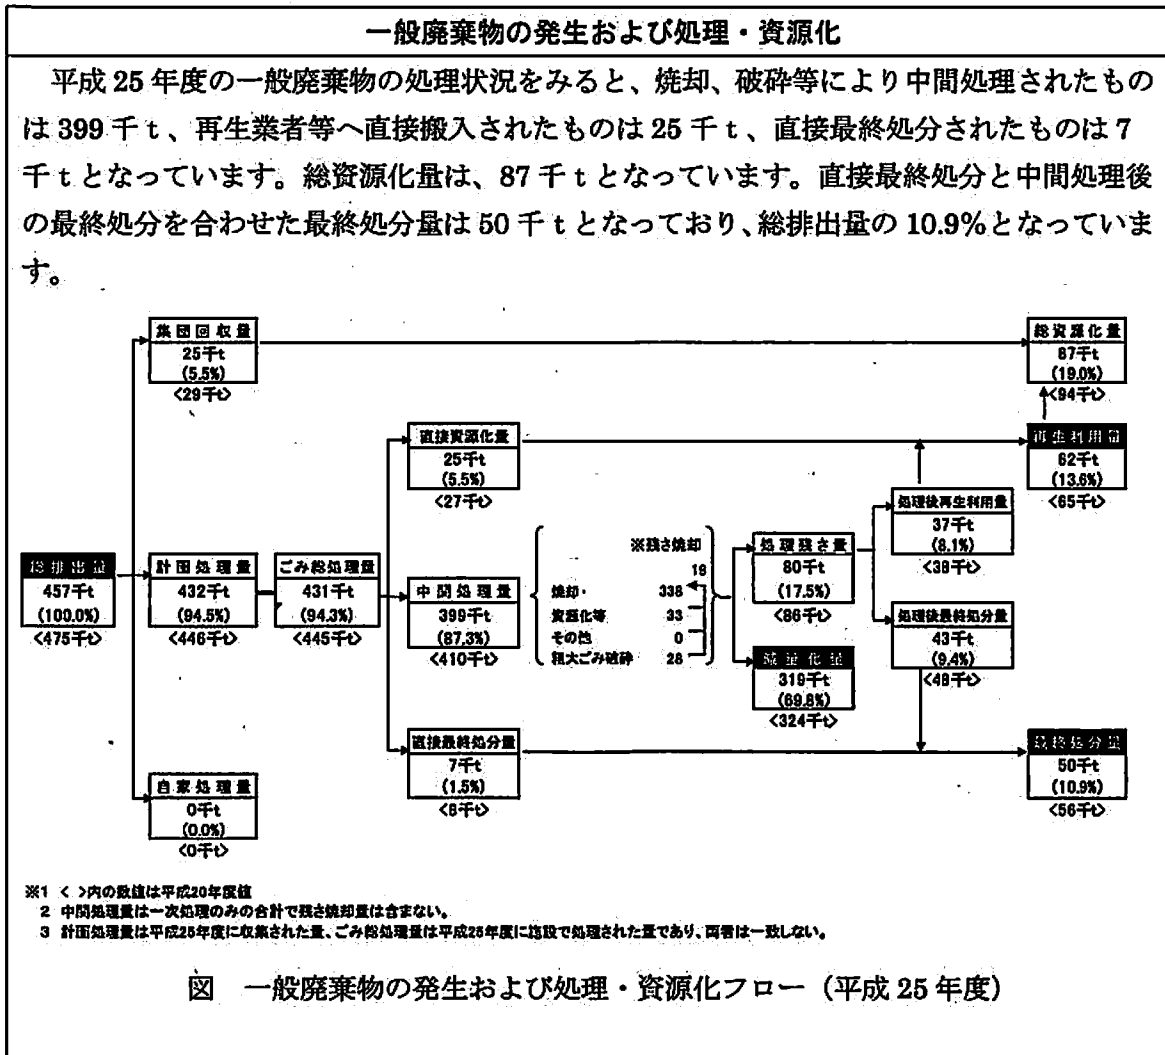 一般廃棄物の発生および処理・資源化
平成25年度の一般廃棄物の処理状況をみると、焼却、破砕等により中間処理されたもの
は399千t、再生業者等へ直接搬入されたものは25千t、直接最終処分されたものは7
千tとなっています。総資源化量は、87千tとなっています。直接最終処分と中間処理後
の最終処分を合わせた最終処分量は50千tとなっており、総排出量の10.9%となっていま
す。
集団回収量
25千t
(5.5%)
<29千t>
総資源化量
87千t
(19.0%)
<94千t>
直接資源化量
25千t
(5.5%)
<27千t>
再生利用量
62千t
(13.6%)
<65千t>
処理後再生利用量
37千t
(8.1%)
<38千t>
総排出量
457千t
(100.0%)
<475千t>
計画処理量
432千t
(94.5%)
<446千t>
ごみ総処理量
431千t
(94.3%)
<445千t>
中間処理量
399千t
(87.3%)
<410千t>
※残さ焼却
19
焼却・ 338
資源化等 33
その他 0
粗大ごみ破砕 28
処理残さ量
80千t
(17.5%)
<86千t>
減量化量
319千t
(69.8%)
<324千t>
処理後最終処分量
43千t
(9.4%)
<48千t>
直接最終処分量
7千t
(1.5%)
<8千t>
最終処分量
50千t
(10.9%)
<56千t>
自家処理量
0千t
(0.0%)
<0千t>
※1 < >内の数値は平成20年度値
2 中間処理量は一次処理のみの合計で残さ焼却量は含まない。
3 計画処理量は平成25年度に収集された量、ごみ総処理量は平成25年度に施設で処理された量であり、両者は一致しない。
図 一般廃棄物の発生および処理・資源化フロー(平成25年度)